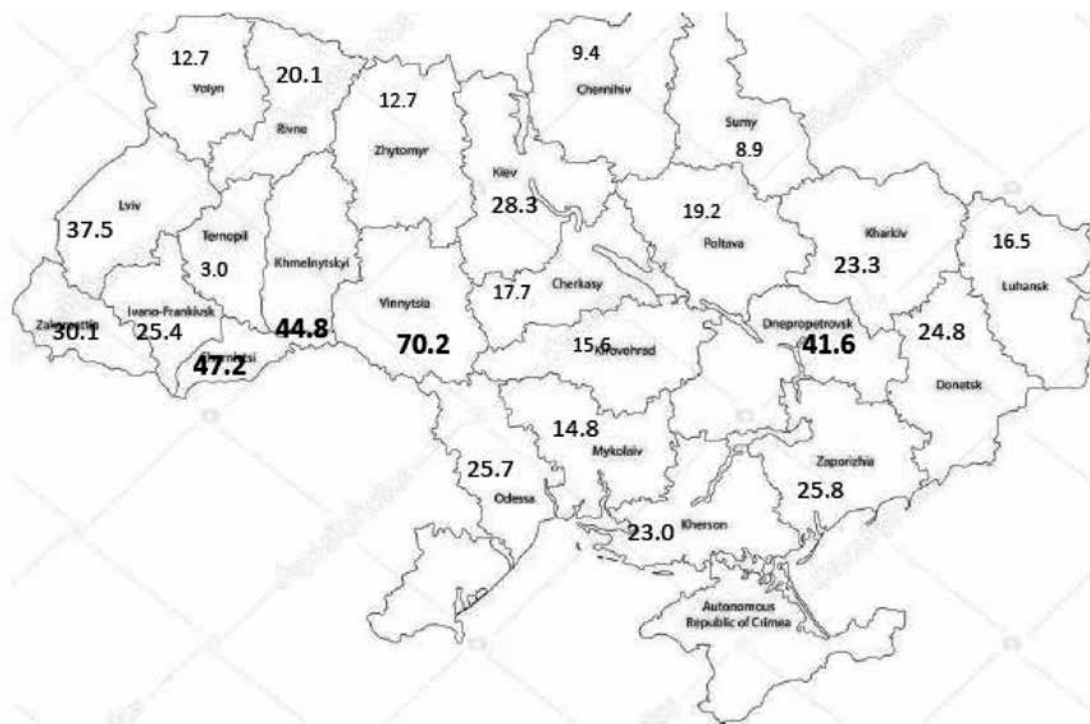 12.7
Volyn
20.1
Rivne
12.7
Zhytomyr
9.4
Chernihiv
Sumy
8.9
Kiev
28.3
Lviv
37.5
Ternopil
3.0
Khmelnytskyi
44.8
19.2
Poltava
Kharkiv
23.3
16.5
Luhansk
Cherkasy
17.7
Vinnytsia
70.2
Ivano-Frankivsk
25.4
30.1
47.2
15.6
Dnepropetrovsk
41.6
24.8
Donatsk
14.8
Mykolaiv
25.7
Odessa
Zaporizhia
25.8
23.0
Kherson
Autonomous
Republic of Crimea